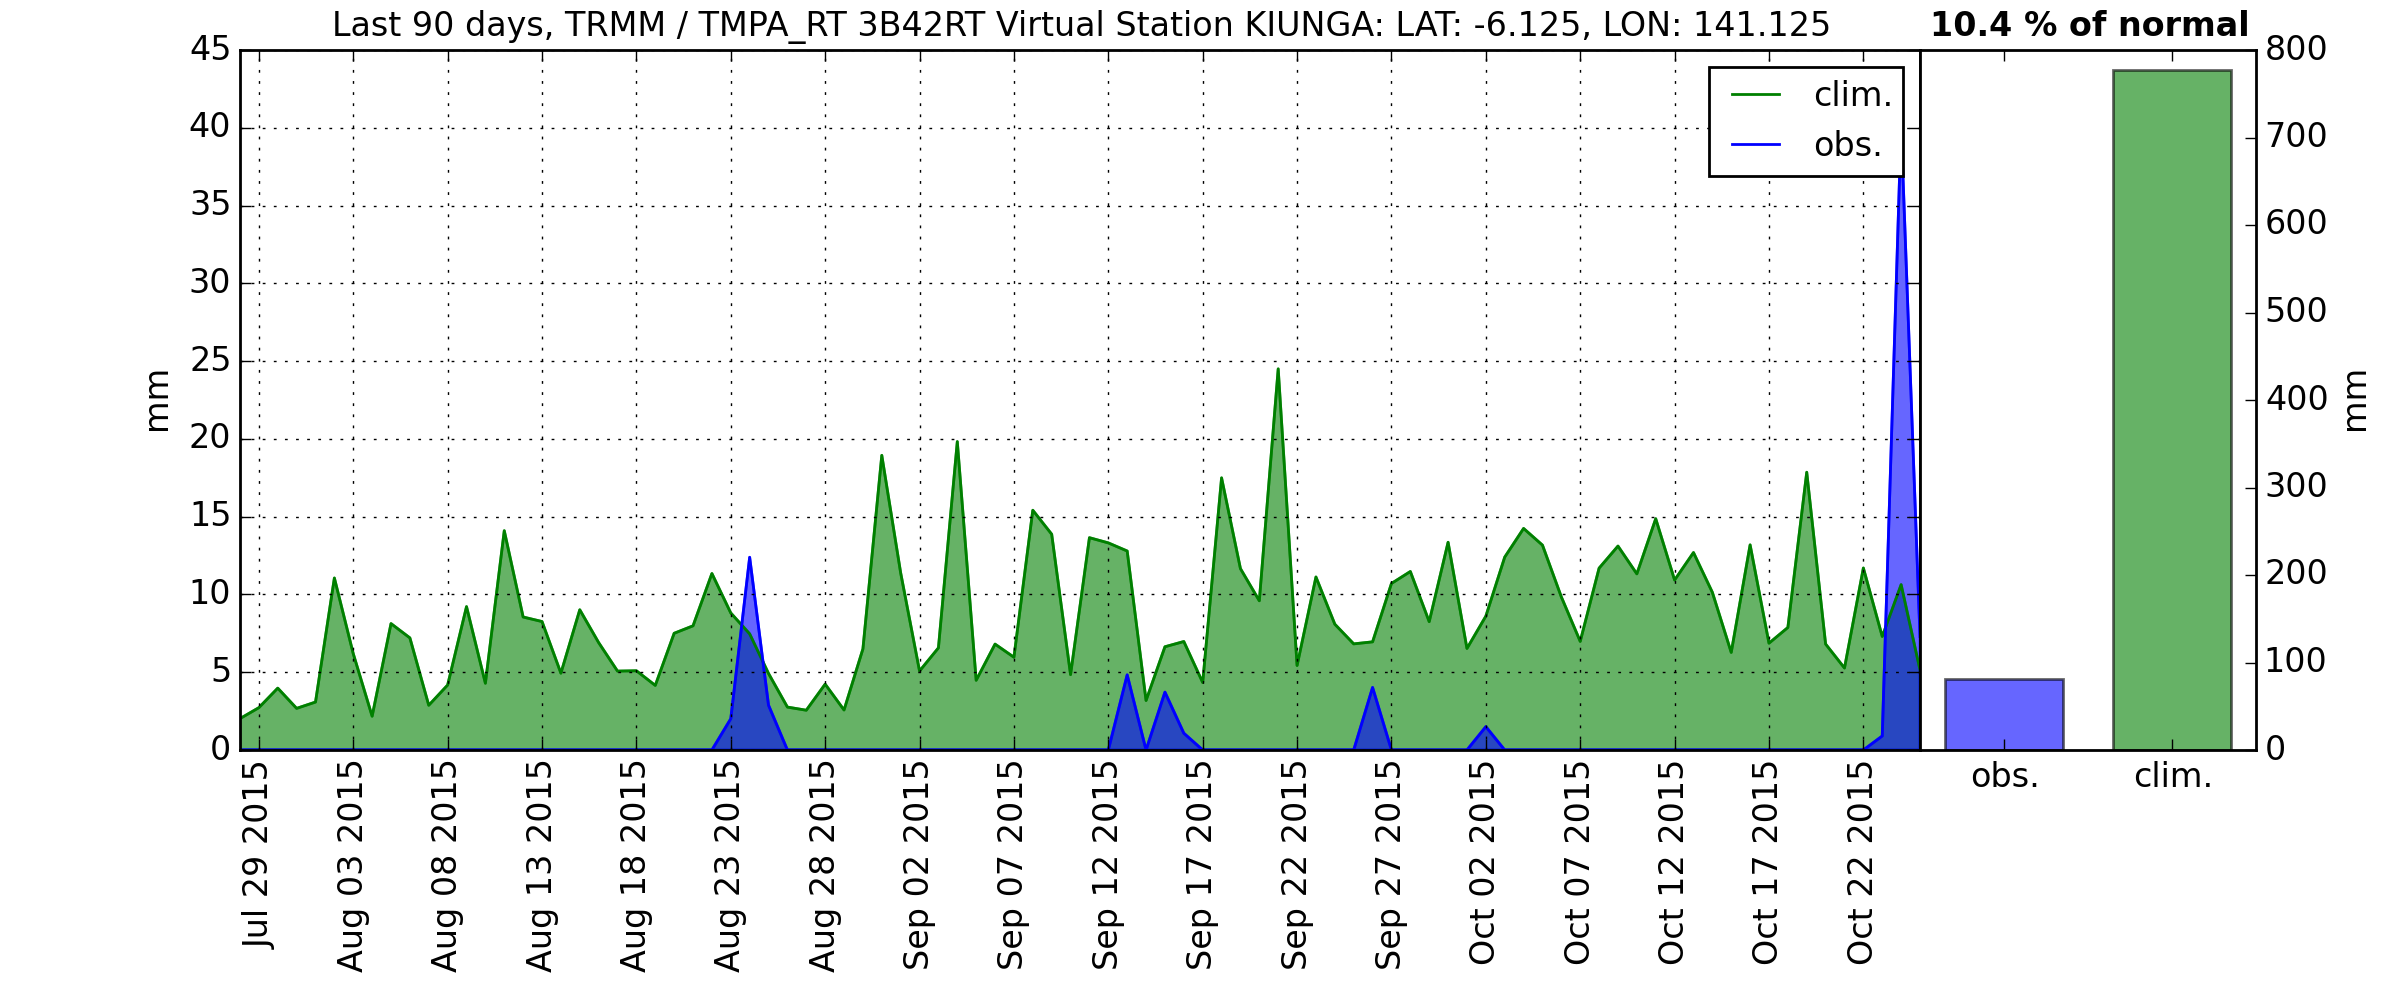 Last 90 days, TRMM / TMPA_RT 3B42RT Virtual Station KIUNGA: LAT: -6.125, LON: 141.125
10.4 % of normal
45
40
35
30
25
20
15
10
5
0
mm
clim.
obs.
Jul 29 2015
Aug 03 2015
Aug 08 2015
Aug 13 2015
Aug 18 2015
Aug 23 2015
Aug 28 2015
Sep 02 2015
Sep 07 2015
Sep 12 2015
Sep 17 2015
Sep 22 2015
Sep 27 2015
Oct 02 2015
Oct 07 2015
Oct 12 2015
Oct 17 2015
Oct 22 2015
800
700
600
500
400
300
200
100
0
mm
obs.
clim.